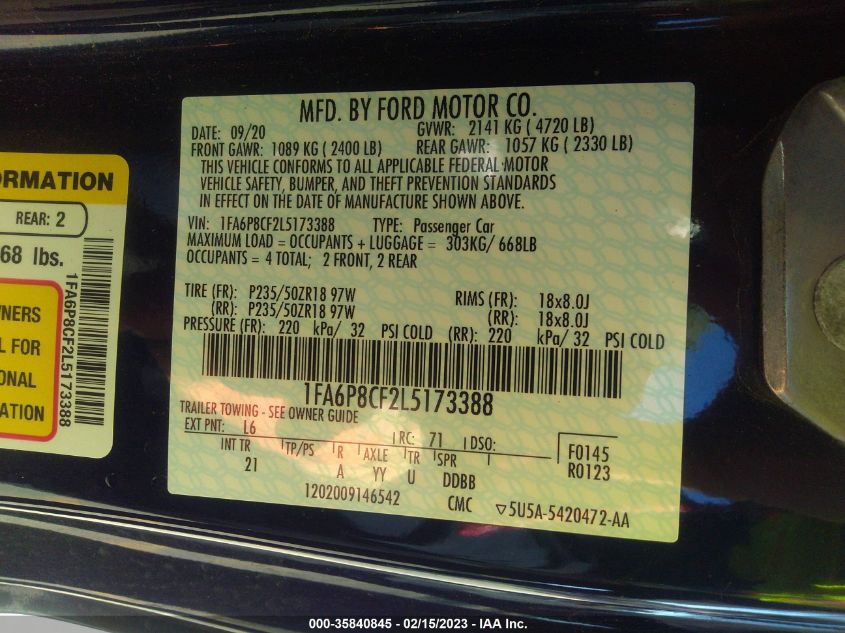 MFD. BY FORD MOTOR CO.
DATE: 09/20 GVWR: 2141 KG ( 4720 LB)
FRONT GAWR: 1089 KG ( 2400 LB) REAR GAWR: 1057 KG ( 2330 LB)
THIS VEHICLE CONFORMS TO ALL APPLICABLE FEDERAL MOTOR
VEHICLE SAFETY, BUMPER, AND THEFT PREVENTION STANDARDS
IN EFFECT ON THE DATE OF MANUFACTURE SHOWN ABOVE.
VIN: 1FA6P8CF2L5173388 TYPE: Passenger Car
MAXIMUM LOAD = OCCUPANTS + LUGGAGE = 303KG/ 668LB
OCCUPANTS = 4 TOTAL; 2 FRONT, 2 REAR
TIRE (FR): P235/50ZR18 97W RIMS (FR): 18x8.0J
(RR): P235/50ZR18 97W (RR): 18x8.0J
PRESSURE (FR): 220 kPa/ 32 PSI COLD (RR): 220 kPa/ 32 PSI COLD
1FA6P8CF2L5173388
TRAILER TOWING - SEE OWNER GUIDE
EXT PNT: L6 RC: 71 DSO:
INT TR TP/PS R AXLE TR SPR
21 A YY U DDBB
F0145
R0123
1202009146542 CMC ▽5U5A-5420472-AA
ORMATION
REAR: 2
68 lbs.
WNERS
L FOR
ONAL
ATION
1FA6P8CF2L5173388
000-35840845 - 02/15/2023 - IAA Inc.